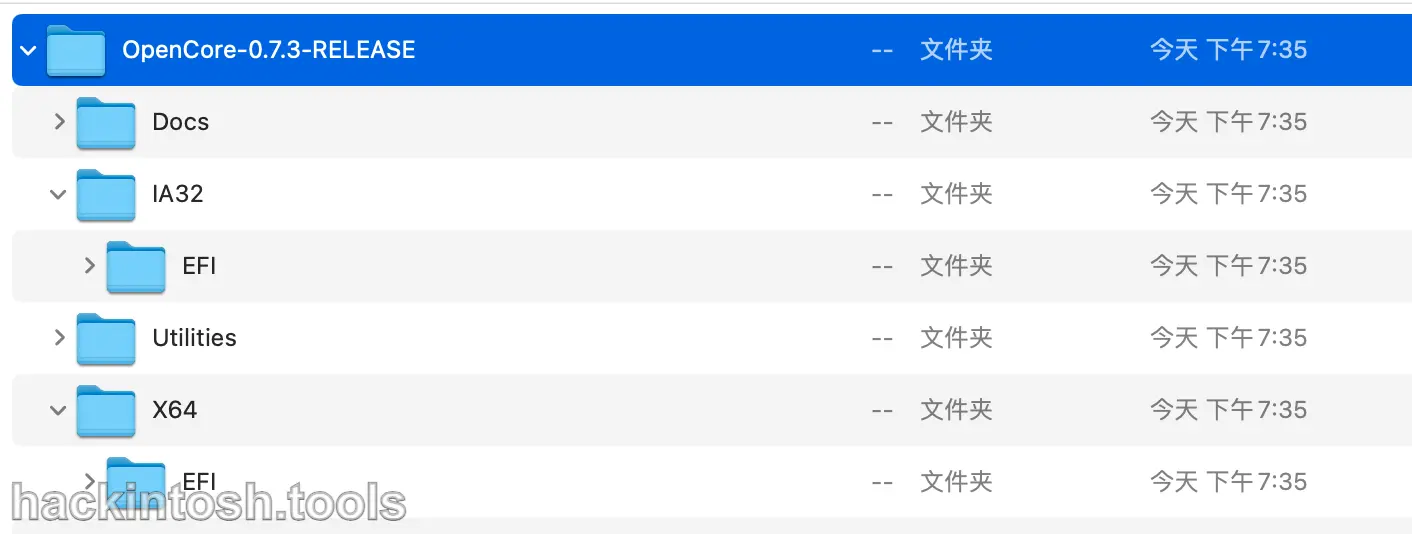 OpenCore-0.7.3-RELEASE -- 文件夹 今天 下午7:35
Docs -- 文件夹 今天 下午7:35
IA32 -- 文件夹 今天 下午7:35
EFI -- 文件夹 今天 下午7:35
Utilities -- 文件夹 今天 下午7:35
X64 -- 文件夹 今天 下午7:35
EFI -- 文件夹 今天 下午7:35
hackintosh.tools